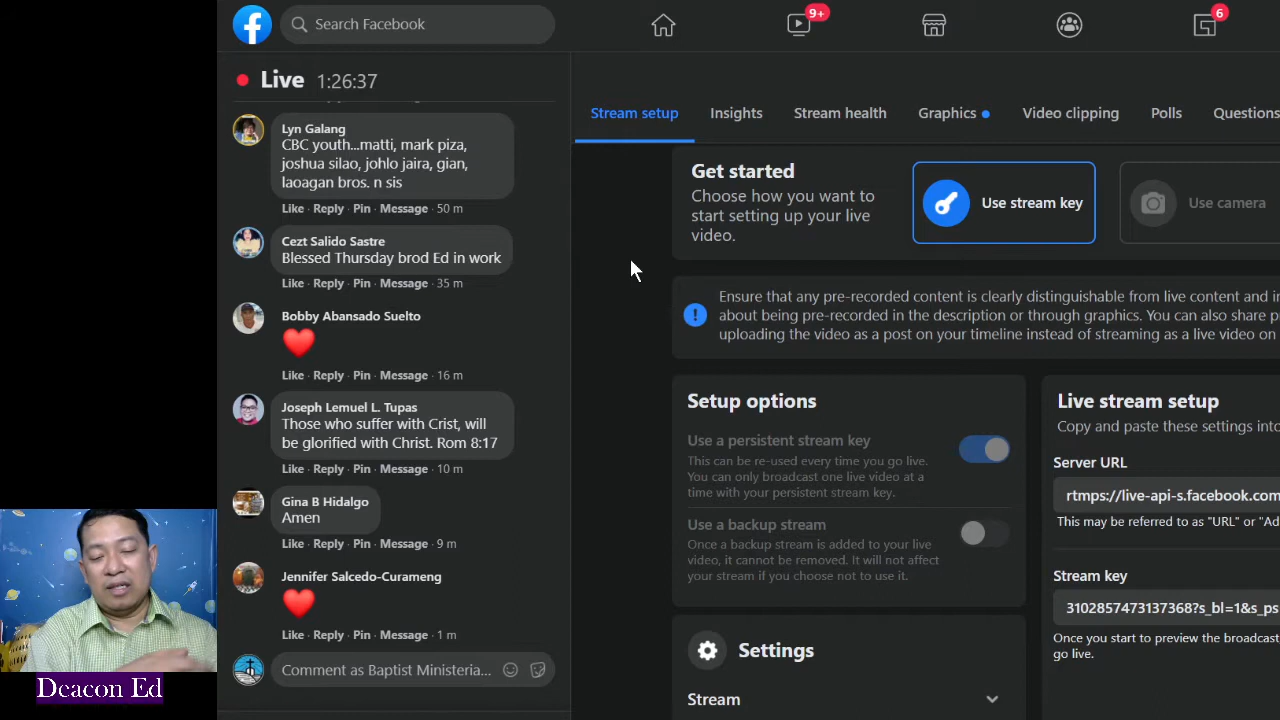 Search Facebook
9+
6
Live 1:26:37
Lyn Galang
CBC youth...matti, mark piza,
joshua silao, johlo jaira, gian,
laoagan bros. n sis
Like · Reply · Pin · Message · 50 m
Cezt Salido Sastre
Blessed Thursday brod Ed in work
Like · Reply · Pin · Message · 35 m
Bobby Abansado Suelto
Like · Reply · Pin · Message · 16 m
Joseph Lemuel L. Tupas
Those who suffer with Crist, will
be glorified with Christ. Rom 8:17
Like · Reply · Pin · Message · 10 m
Gina B Hidalgo
Amen
Like · Reply · Pin · Message · 9 m
Jennifer Salcedo-Curameng
Like · Reply · Pin · Message · 1 m
Comment as Baptist Ministeria...
Deacon Ed
Stream setup Insights Stream health Graphics Video clipping Polls Questions
Get started
Choose how you want to
start setting up your live
video.
Use stream key
Use camera
Ensure that any pre-recorded content is clearly distinguishable from live content and
about being pre-recorded in the description or through graphics. You can also share
uploading the video as a post on your timeline instead of streaming as a live video on
Setup options
Use a persistent stream key
This can be re-used every time you go live.
You can only broadcast one live video at a
time with your persistent stream key.
Use a backup stream
Once a backup stream is added to your live
video, it cannot be removed. It will not affect
your stream if you choose not to use it.
Settings
Stream
Live stream setup
Copy and paste these settings into
Server URL
rtmps://live-api-s.facebook.com
This may be referred to as "URL" or "Ad
Stream key
310285747313​7368?s_bl=1&s_ps
Once you start to preview the broadcast
go live.